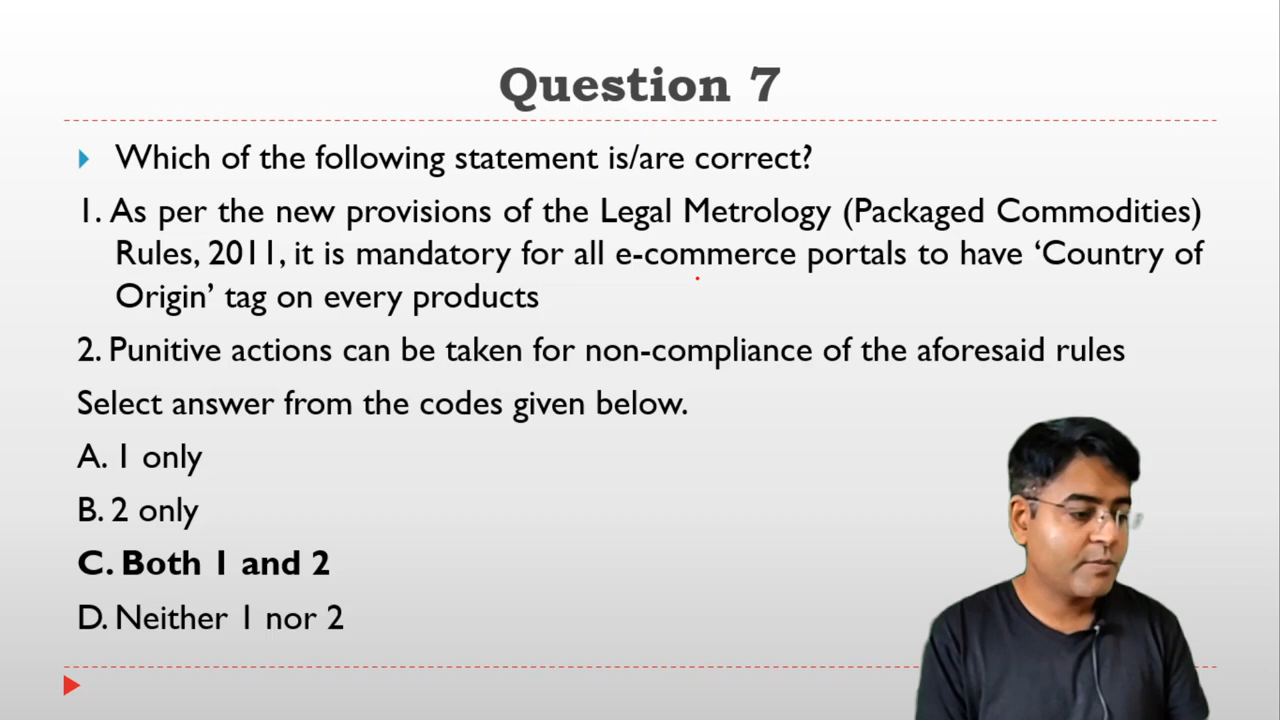 Question 7
Which of the following statement is/are correct?
1. As per the new provisions of the Legal Metrology (Packaged Commodities)
Rules, 2011, it is mandatory for all e-commerce portals to have ‘Country of
Origin’ tag on every products
2. Punitive actions can be taken for non-compliance of the aforesaid rules
Select answer from the codes given below.
A. 1 only
B. 2 only
C. Both 1 and 2
D. Neither 1 nor 2